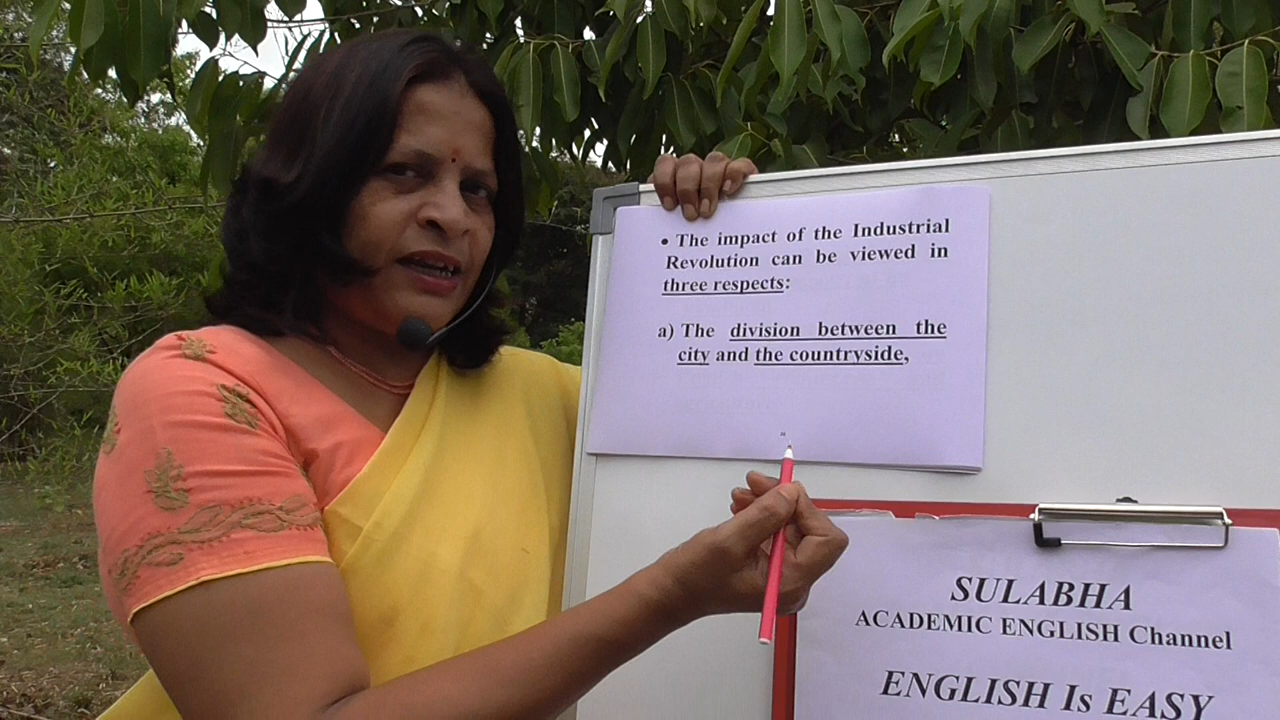 • The impact of the Industrial
Revolution can be viewed in
three respects:
a) The division between the
city and the countryside,
SULABHA
ACADEMIC ENGLISH Channel
ENGLISH Is EASY